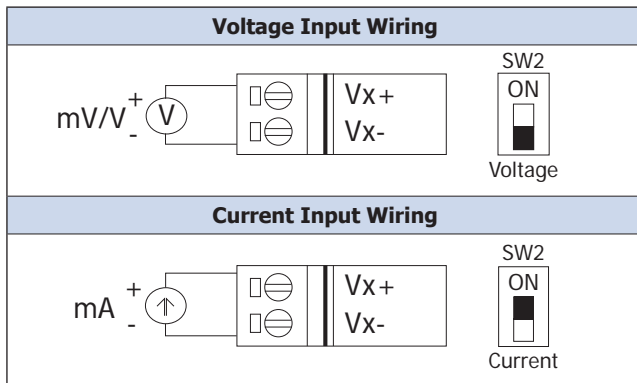 Voltage Input Wiring
SW2
ON
+
mV/V
V
-
Vx+
Vx-
Voltage
Current Input Wiring
SW2
ON
+
mA
-
Vx+
Vx-
Current